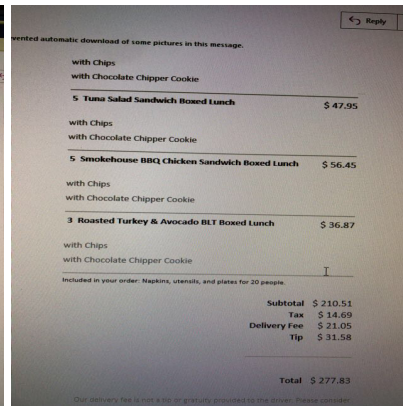 Reply
vented automatic download of some pictures in this message.
with Chips
with Chocolate Chipper Cookie
5 Tuna Salad Sandwich Boxed Lunch $ 47.95
with Chips
with Chocolate Chipper Cookie
5 Smokehouse BBQ Chicken Sandwich Boxed Lunch $ 56.45
with Chips
with Chocolate Chipper Cookie
3 Roasted Turkey & Avocado BLT Boxed Lunch $ 36.87
with Chips
with Chocolate Chipper Cookie
Included in your order: Napkins, utensils, and plates for 20 people.
Subtotal $ 210.51
Tax $ 14.69
Delivery Fee $ 21.05
Tip $ 31.58
Total $ 277.83
Our delivery fee is not a tip or gratuity provided to the driver. Please consider